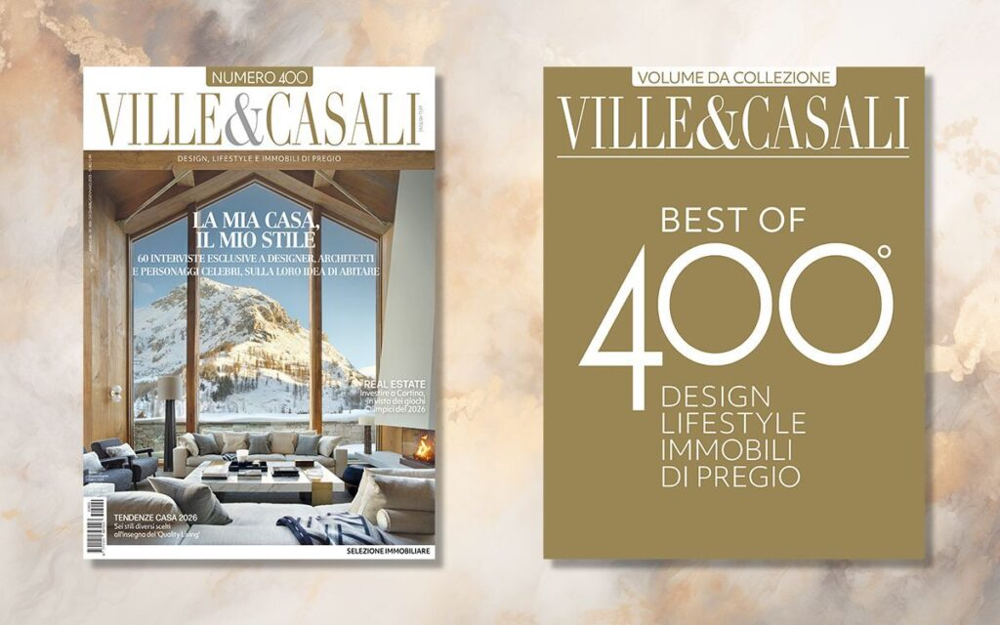 NUMERO 400
VILLE&CASALI
DESIGN, LIFESTYLE E IMMOBILI DI PREGIO
LA MIA CASA,
IL MIO STILE
60 INTERVISTE ESCLUSIVE A DESIGNER, ARCHITETTI
E PERSONAGGI CELEBRI, SULLA LORO IDEA DI ABITARE
REAL ESTATE
Investire a Cortina,
in vista dei giochi
Olimpici del 2026
TENDENZE CASA 2026
Sei stili diversi scelti
all'insegna del 'Quality Living'
SELEZIONE IMMOBILIARE
VOLUME DA COLLEZIONE
VILLE&CASALI
BEST OF
400°
DESIGN
LIFESTYLE
IMMOBILI
DI PREGIO